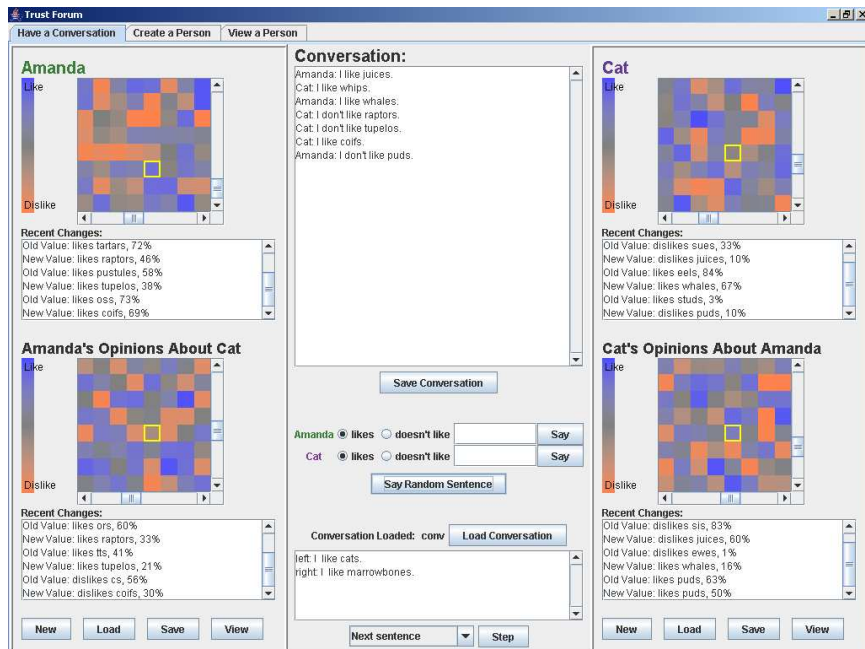 Trust Forum
Have a Conversation
Create a Person
View a Person
Amanda
Like
Dislike
Recent Changes:
Old Value: likes tartars, 72%
New Value: likes raptors, 46%
Old Value: likes pustules, 58%
New Value: likes tupelos, 38%
Old Value: likes oss, 73%
New Value: likes coifs, 69%
Amanda's Opinions About Cat
Like
Dislike
Recent Changes:
Old Value: likes ors, 60%
New Value: likes raptors, 33%
Old Value: likes tts, 41%
New Value: likes tupelos, 21%
Old Value: dislikes cs, 56%
New Value: dislikes coifs, 30%
New Load Save View
Conversation:
Amanda: I like juices.
Cat: I like whips.
Amanda: I like whales.
Cat: I don't like raptors.
Cat: I don't like tupelos.
Cat: I like coifs.
Amanda: I don't like puds.
Save Conversation
Amanda likes doesn't like Say
Cat likes doesn't like Say
Say Random Sentence
Conversation Loaded: conv Load Conversation
left: I like cats.
right: I like marrowbones.
Next sentence Step
Cat
Like
Dislike
Recent Changes:
Old Value: dislikes sues, 33%
New Value: dislikes juices, 10%
Old Value: likes eels, 84%
New Value: likes whales, 67%
Old Value: likes studs, 3%
New Value: dislikes puds, 10%
Cat's Opinions About Amanda
Like
Dislike
Recent Changes:
Old Value: dislikes sis, 83%
New Value: dislikes juices, 60%
Old Value: dislikes ewes, 1%
New Value: likes whales, 16%
Old Value: likes puds, 63%
New Value: likes puds, 50%
New Load Save View